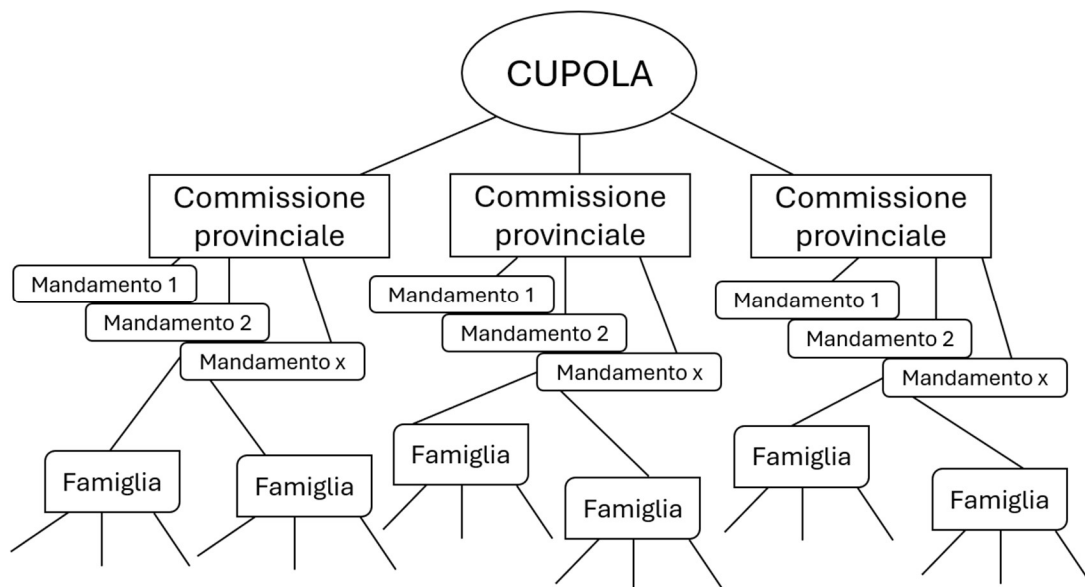 CUPOLA
Commissione
provinciale
Commissione
provinciale
Commissione
provinciale
Mandamento 1
Mandamento 2
Mandamento x
Mandamento 1
Mandamento 2
Mandamento x
Mandamento 1
Mandamento 2
Mandamento x
Famiglia
Famiglia
Famiglia
Famiglia
Famiglia
Famiglia